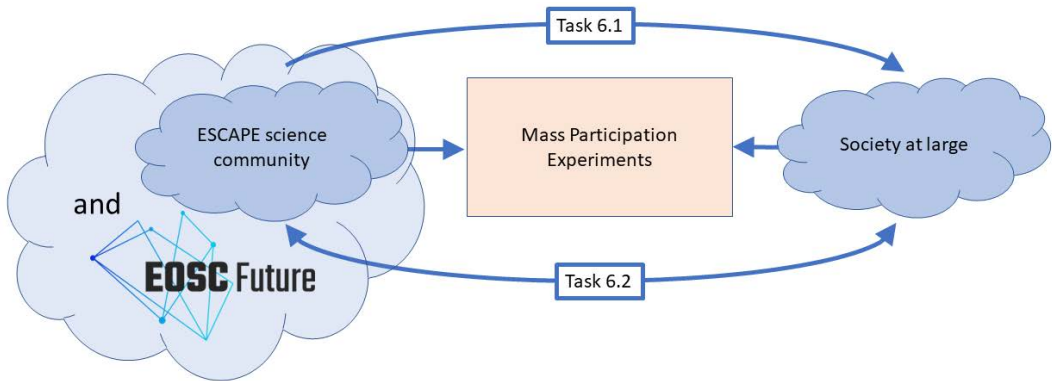 Task 6.1
ESCAPE science
community
Mass Participation
Experiments
Society at large
and
EOSC Future
Task 6.2